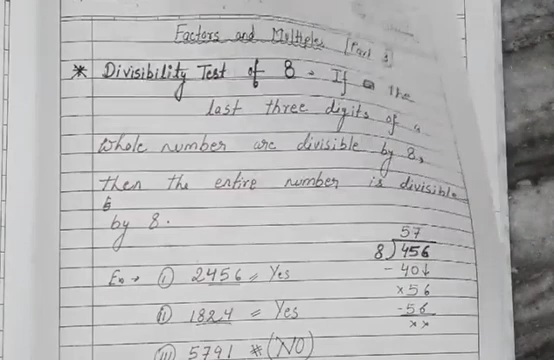 Factors and Multiples [Part 3]
* Divisibility Test of 8. If the
last three digits of a
whole number are divisible by 8,
then the entire number is divisible
by 8.
57
8)456
-40↓
×56
-56
××
Ex → (i) 2456 = Yes
(ii) 1824 = Yes
(iii) 5791 * (NO)